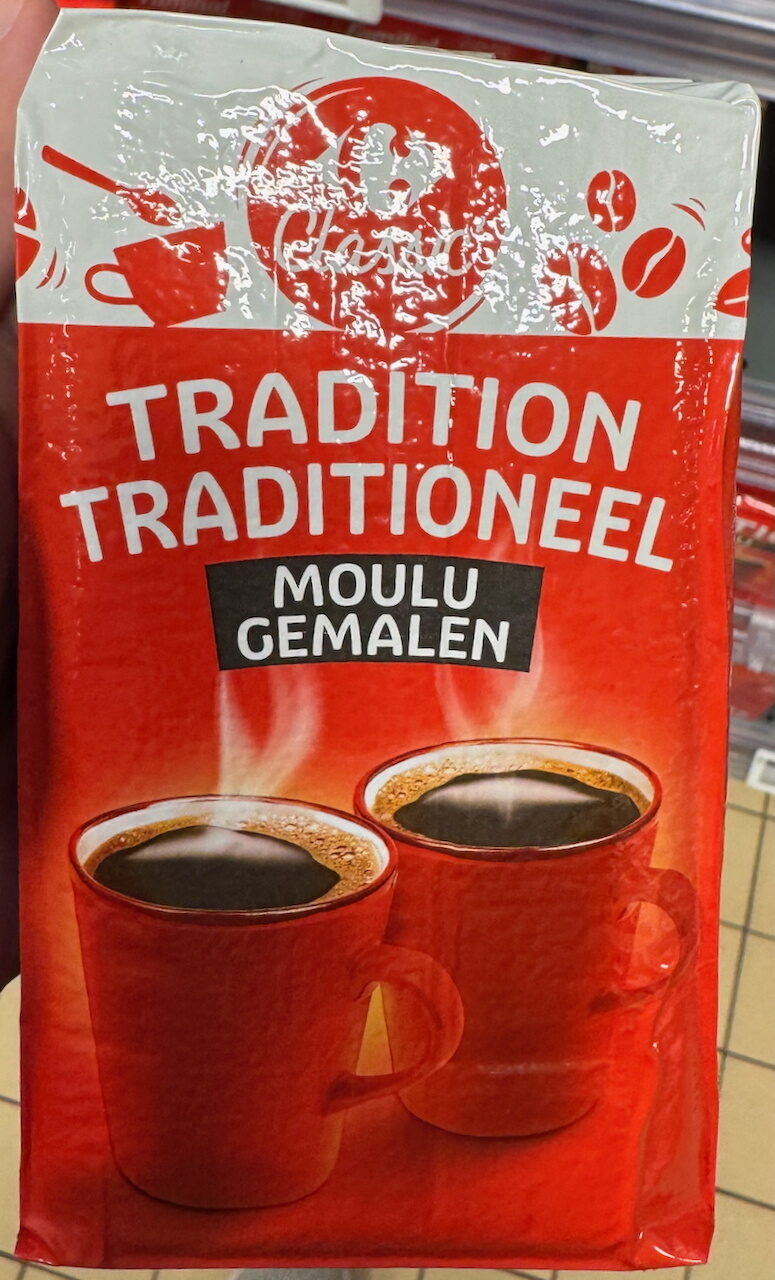 Classic'
TRADITION
TRADITIONEEL
MOULU
GEMALEN